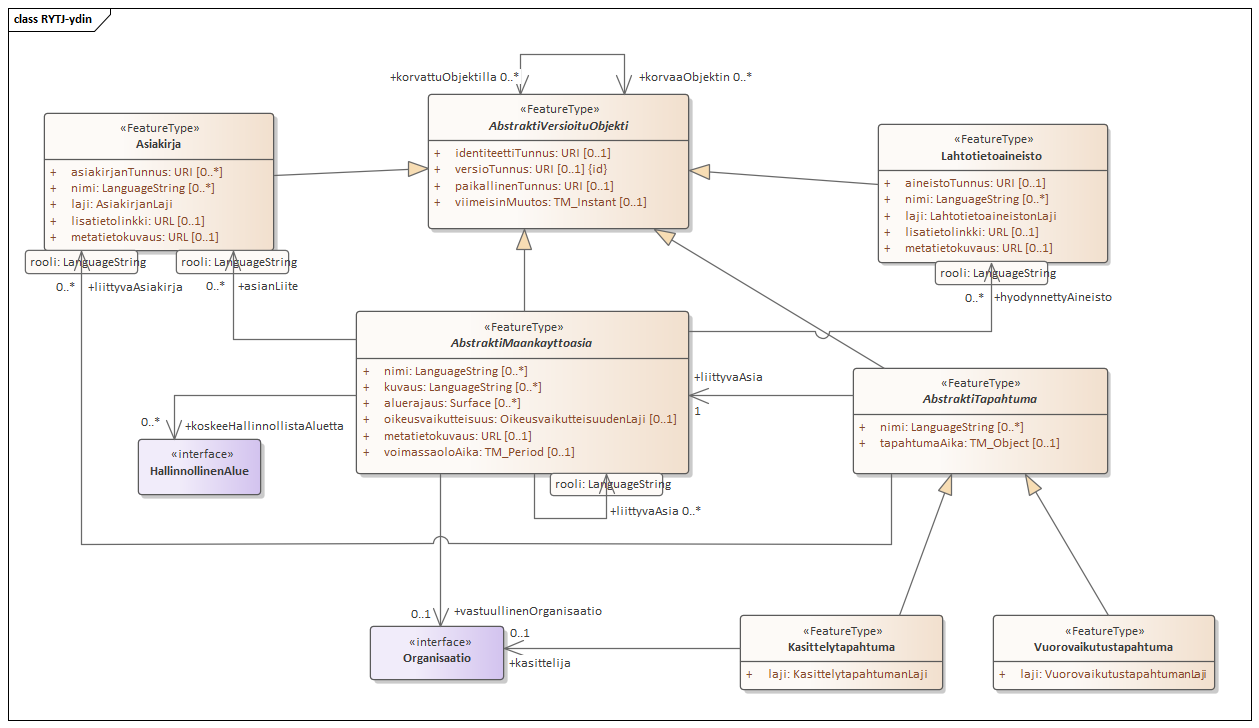 class RYTJ-ydin
+korvattuObjektilla 0..*
+korvaaObjektin 0..*
«FeatureType»
Asiakirja
+ asiakirjanTunnus: URI [0..*]
+ nimi: LanguageString [0..*]
+ laji: AsiakirjanLaji
+ lisatietolinkki: URL [0..1]
+ metatietokuvaus: URL [0..1]
«FeatureType»
AbstraktiVersioituObjekti
+ identiteettiTunnus: URI [0..1]
+ versioTunnus: URI [0..1] {id}
+ paikallinenTunnus: URI [0..1]
+ viimeisinMuutos: TM_Instant [0..1]
«FeatureType»
Lahtotietoaineisto
+ aineistoTunnus: URI [0..1]
+ nimi: LanguageString [0..*]
+ laji: LahtotietoaineistonLaji
+ lisatietolinkki: URL [0..1]
+ metatietokuvaus: URL [0..1]
rooli: LanguageString
rooli: LanguageString
rooli: LanguageString
0..* +liittyvaAsiakirja
0..* +asianLiite
0..* +hyodynnettyAineisto
«FeatureType»
AbstraktiMaankayttoasia
+ nimi: LanguageString [0..*]
+ kuvaus: LanguageString [0..*]
+ aluerajaus: Surface [0..*]
+ oikeusvaikutteisuus: OikeusvaikutteisuudenLaji [0..1]
+ metatietokuvaus: URL [0..1]
+ voimassaoloAika: TM_Period [0..1]
+liittyvaAsia
1
«FeatureType»
AbstraktiTapahtuma
+ nimi: LanguageString [0..*]
+ tapahtumaAika: TM_Object [0..1]
0..* +koskeeHallinnollistaAluetta
«interface»
HallinnollinenAlue
rooli: LanguageString
+liittyvaAsia 0..*
0..1 +vastuullinenOrganisaatio
«interface»
Organisaatio
0..1
+kasittelija
«FeatureType»
Kasittelytapahtuma
+ laji: KasittelytapahtumanLaji
«FeatureType»
Vuorovaikutustapahtuma
+ laji: VuorovaikutustapahtumanLaji